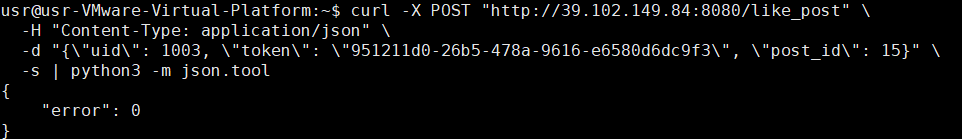 usr@usr-VMware-Virtual-Platform:~$ curl -X POST "http://39.102.149.84:8080/like_post" \
  -H "Content-Type: application/json" \
  -d "{\"uid\": 1003, \"token\": \"951211d0-26b5-478a-9616-e6580d6dc9f3\", \"post_id\": 15}" \
  -s | python3 -m json.tool
{
    "error": 0
}